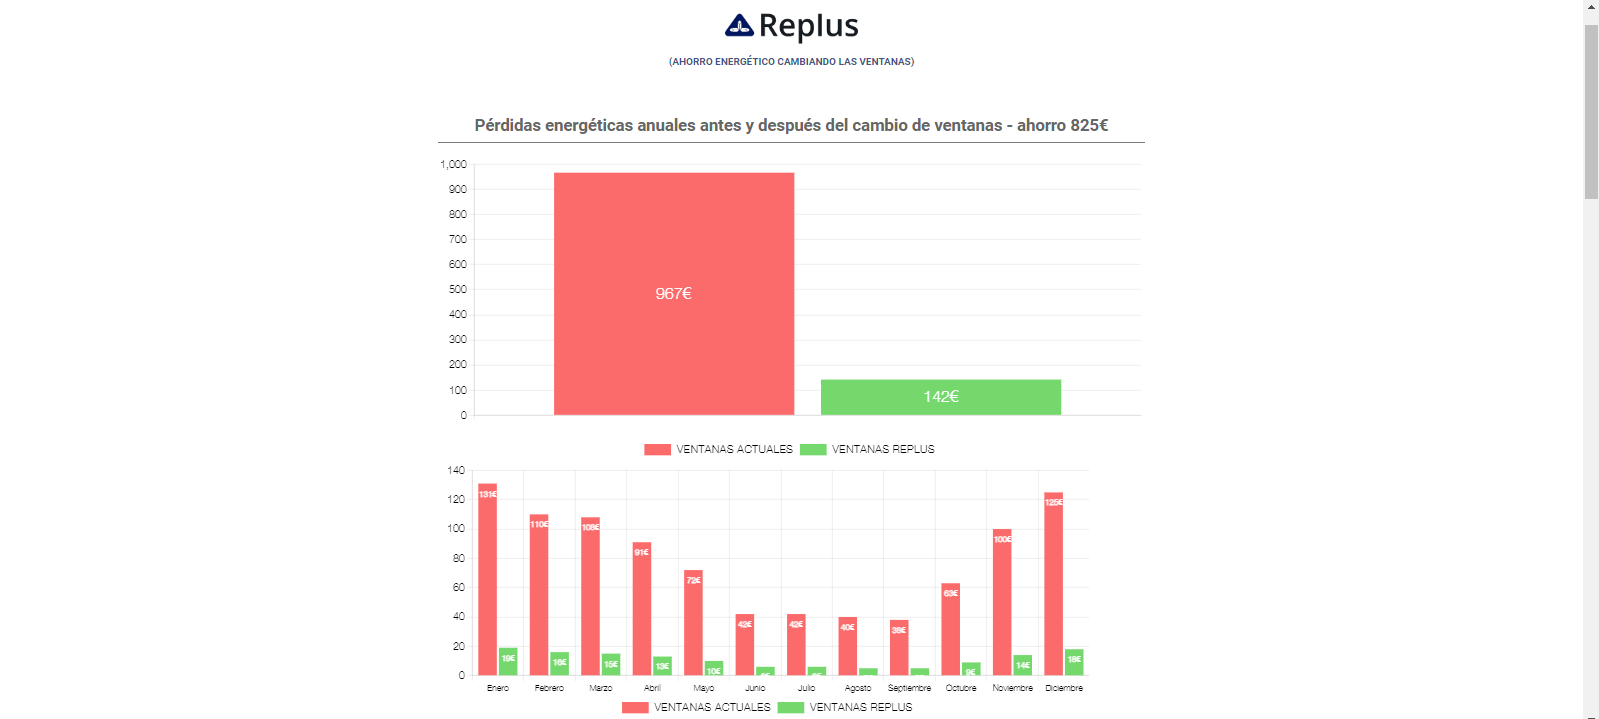 Replus
(AHORRO ENERGÉTICO CAMBIANDO LAS VENTANAS)
Pérdidas energéticas anuales antes y después del cambio de ventanas - ahorro 825€
1,000
900
800
700
600
500
400
300
200
100
0
967€
142€
VENTANAS ACTUALES VENTANAS REPLUS
140
120
100
80
60
40
20
0
131€ 110€ 108€ 91€ 72€ 42€ 42€ 40€ 38€ 63€ 100€ 125€
19€ 16€ 15€ 13€ 10€ 9€ 14€ 18€
Enero Febrero Marzo Abril Mayo Junio Julio Agosto Septiembre Octubre Noviembre Diciembre
VENTANAS ACTUALES VENTANAS REPLUS